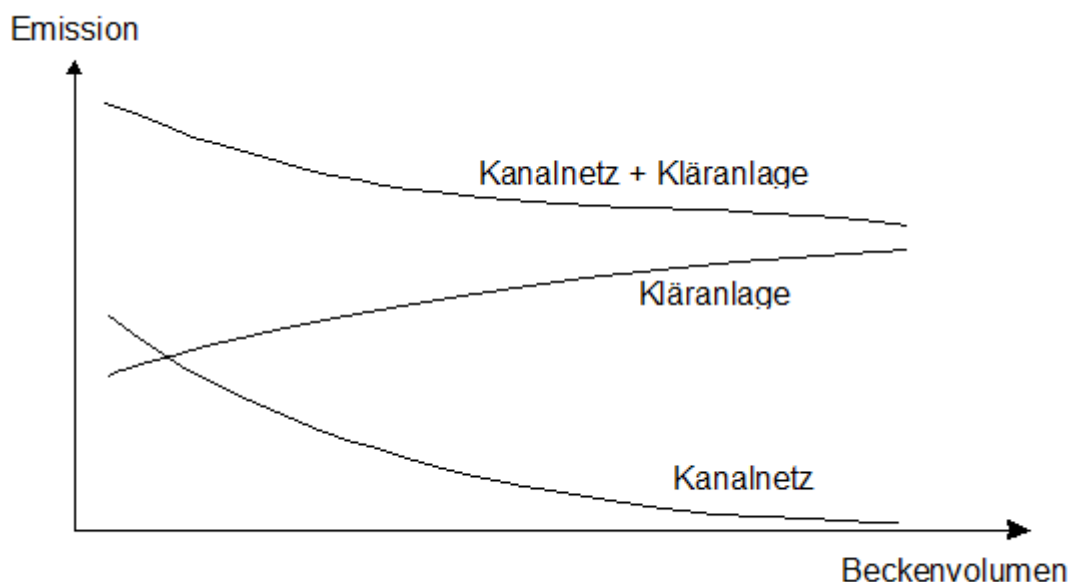 Emission
Kanalnetz + Kläranlage
Kläranlage
Kanalnetz
Beckenvolumen